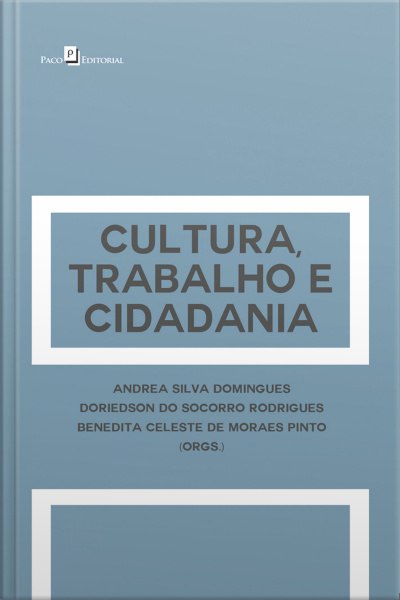 PACO P EDITORIAL
CULTURA,
TRABALHO E
CIDADANIA
ANDREA SILVA DOMINGUES
DORIEDSON DO SOCORRO RODRIGUES
BENEDITA CELESTE DE MORAES PINTO
(ORGS.)